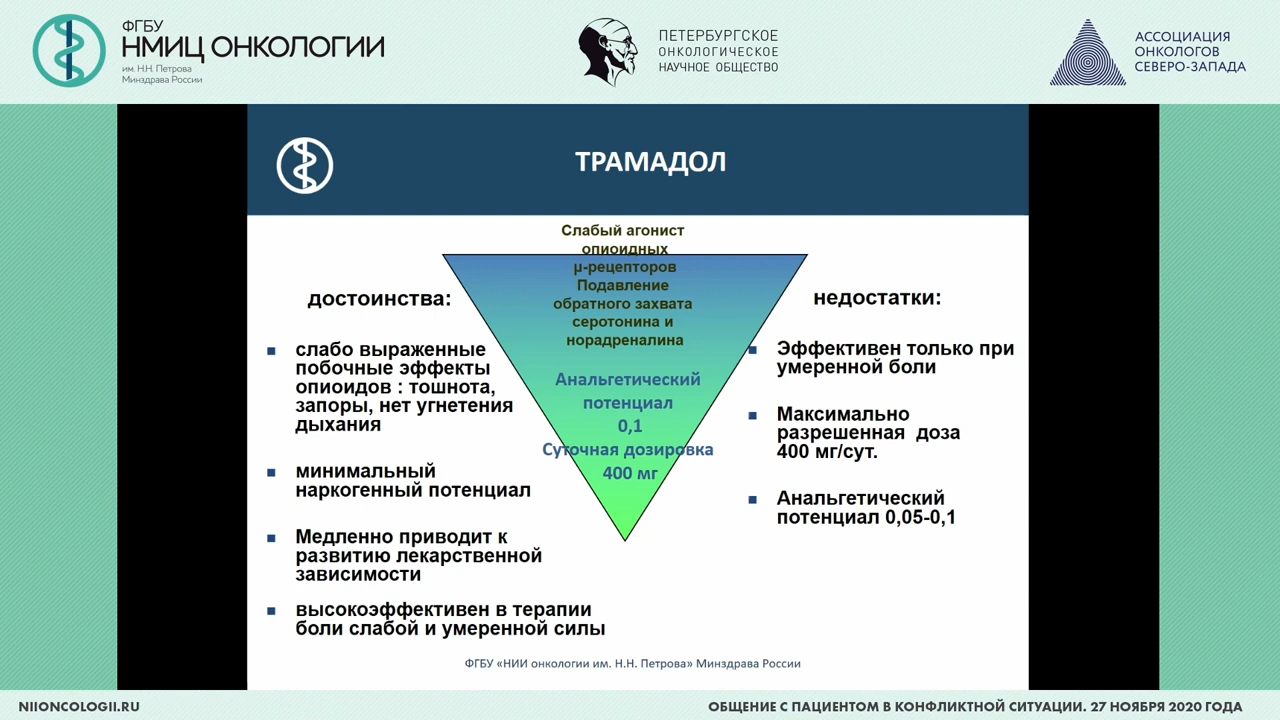 ФГБУ
НМИЦ ОНКОЛОГИИ
им. Н.Н. Петрова
Минздрава России
ПЕТЕРБУРГСКОЕ
ОНКОЛОГИЧЕСКОЕ
НАУЧНОЕ ОБЩЕСТВО
АССОЦИАЦИЯ
ОНКОЛОГОВ
СЕВЕРО-ЗАПАДА
ТРАМАДОЛ
достоинства:
слабо выраженные
побочные эффекты
опиоидов : тошнота,
запоры, нет угнетения
дыхания
минимальный
наркогенный потенциал
Медленно приводит к
развитию лекарственной
зависимости
высокоэффективен в терапии
боли слабой и умеренной силы
Слабый агонист
опиоидных
μ-рецепторов
Подавление
обратного захвата
серотонина и
норадреналина
Анальгетический
потенциал
0,1
Суточная дозировка
400 мг
недостатки:
Эффективен только при
умеренной боли
Максимально
разрешенная доза
400 мг/сут.
Анальгетический
потенциал 0,05-0,1
ФГБУ «НИИ онкологии им. Н.Н. Петрова» Минздрава России
NIIONCOLOGII.RU
ОБЩЕНИЕ С ПАЦИЕНТОМ В КОНФЛИКТНОЙ СИТУАЦИИ. 27 НОЯБРЯ 2020 ГОДА